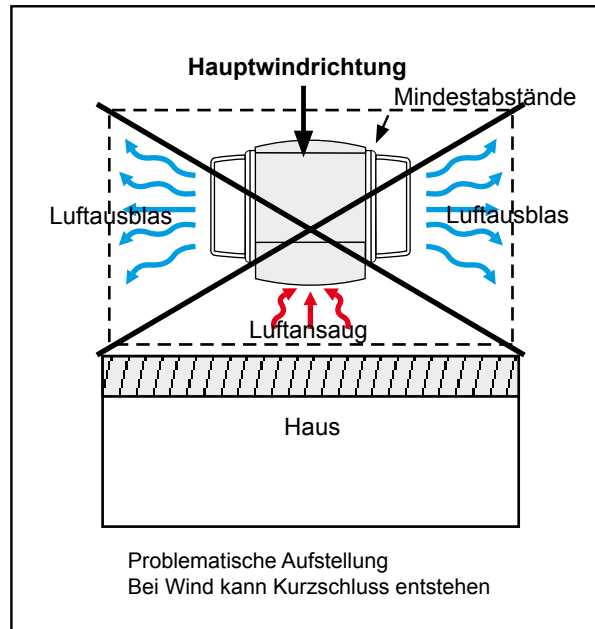 Hauptwindrichtung
Mindestabstände
Luftausblas
Luftausblas
Luftansaug
Haus
Problematische Aufstellung
Bei Wind kann Kurzschluss entstehen